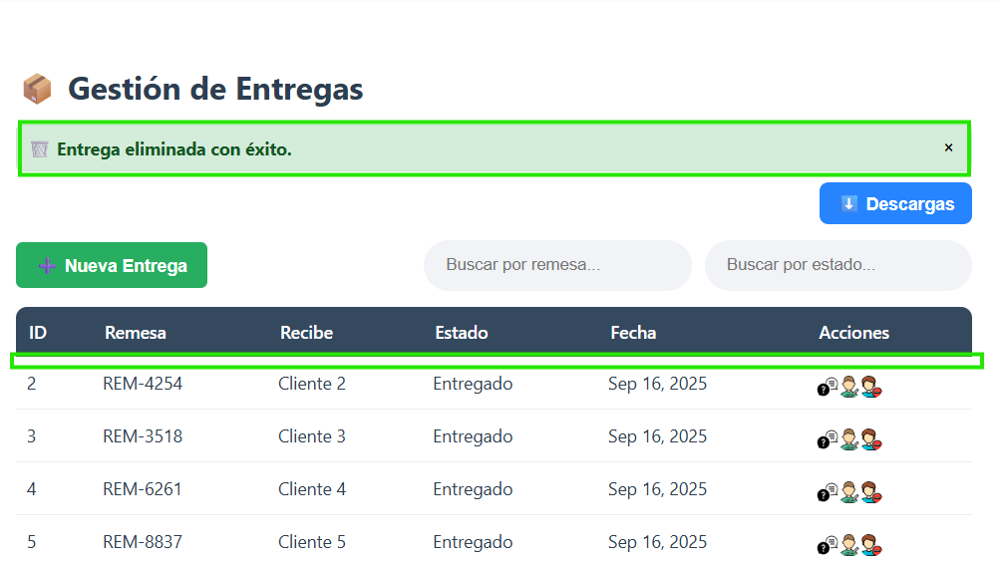 Gestión de Entregas
Entrega eliminada con éxito. ×
Descargas
Nueva Entrega Buscar por remesa... Buscar por estado...
ID Remesa Recibe Estado Fecha Acciones
2 REM-4254 Cliente 2 Entregado Sep 16, 2025
3 REM-3518 Cliente 3 Entregado Sep 16, 2025
4 REM-6261 Cliente 4 Entregado Sep 16, 2025
5 REM-8837 Cliente 5 Entregado Sep 16, 2025